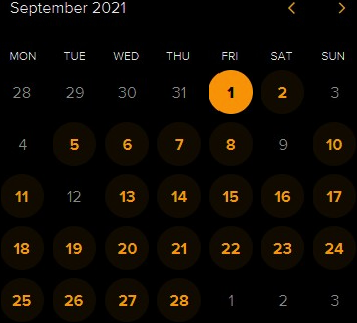 September 2021
MON TUE WED THU FRI SAT SUN
28 29 30 31 1 2 3
4 5 6 7 8 9 10
11 12 13 14 15 16 17
18 19 20 21 22 23 24
25 26 27 28 1 2 3